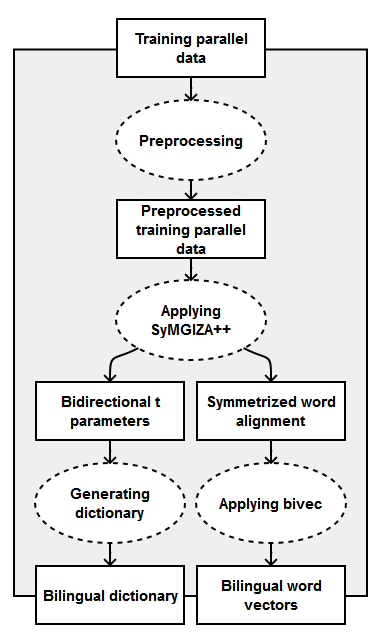 Training parallel
data
Preprocessing
Preprocessed
training parallel
data
Applying
SyMGIZA++
Bidirectional t
parameters
Symmetrized word
alignment
Generating
dictionary
Applying bivec
Bilingual dictionary
Bilingual word
vectors